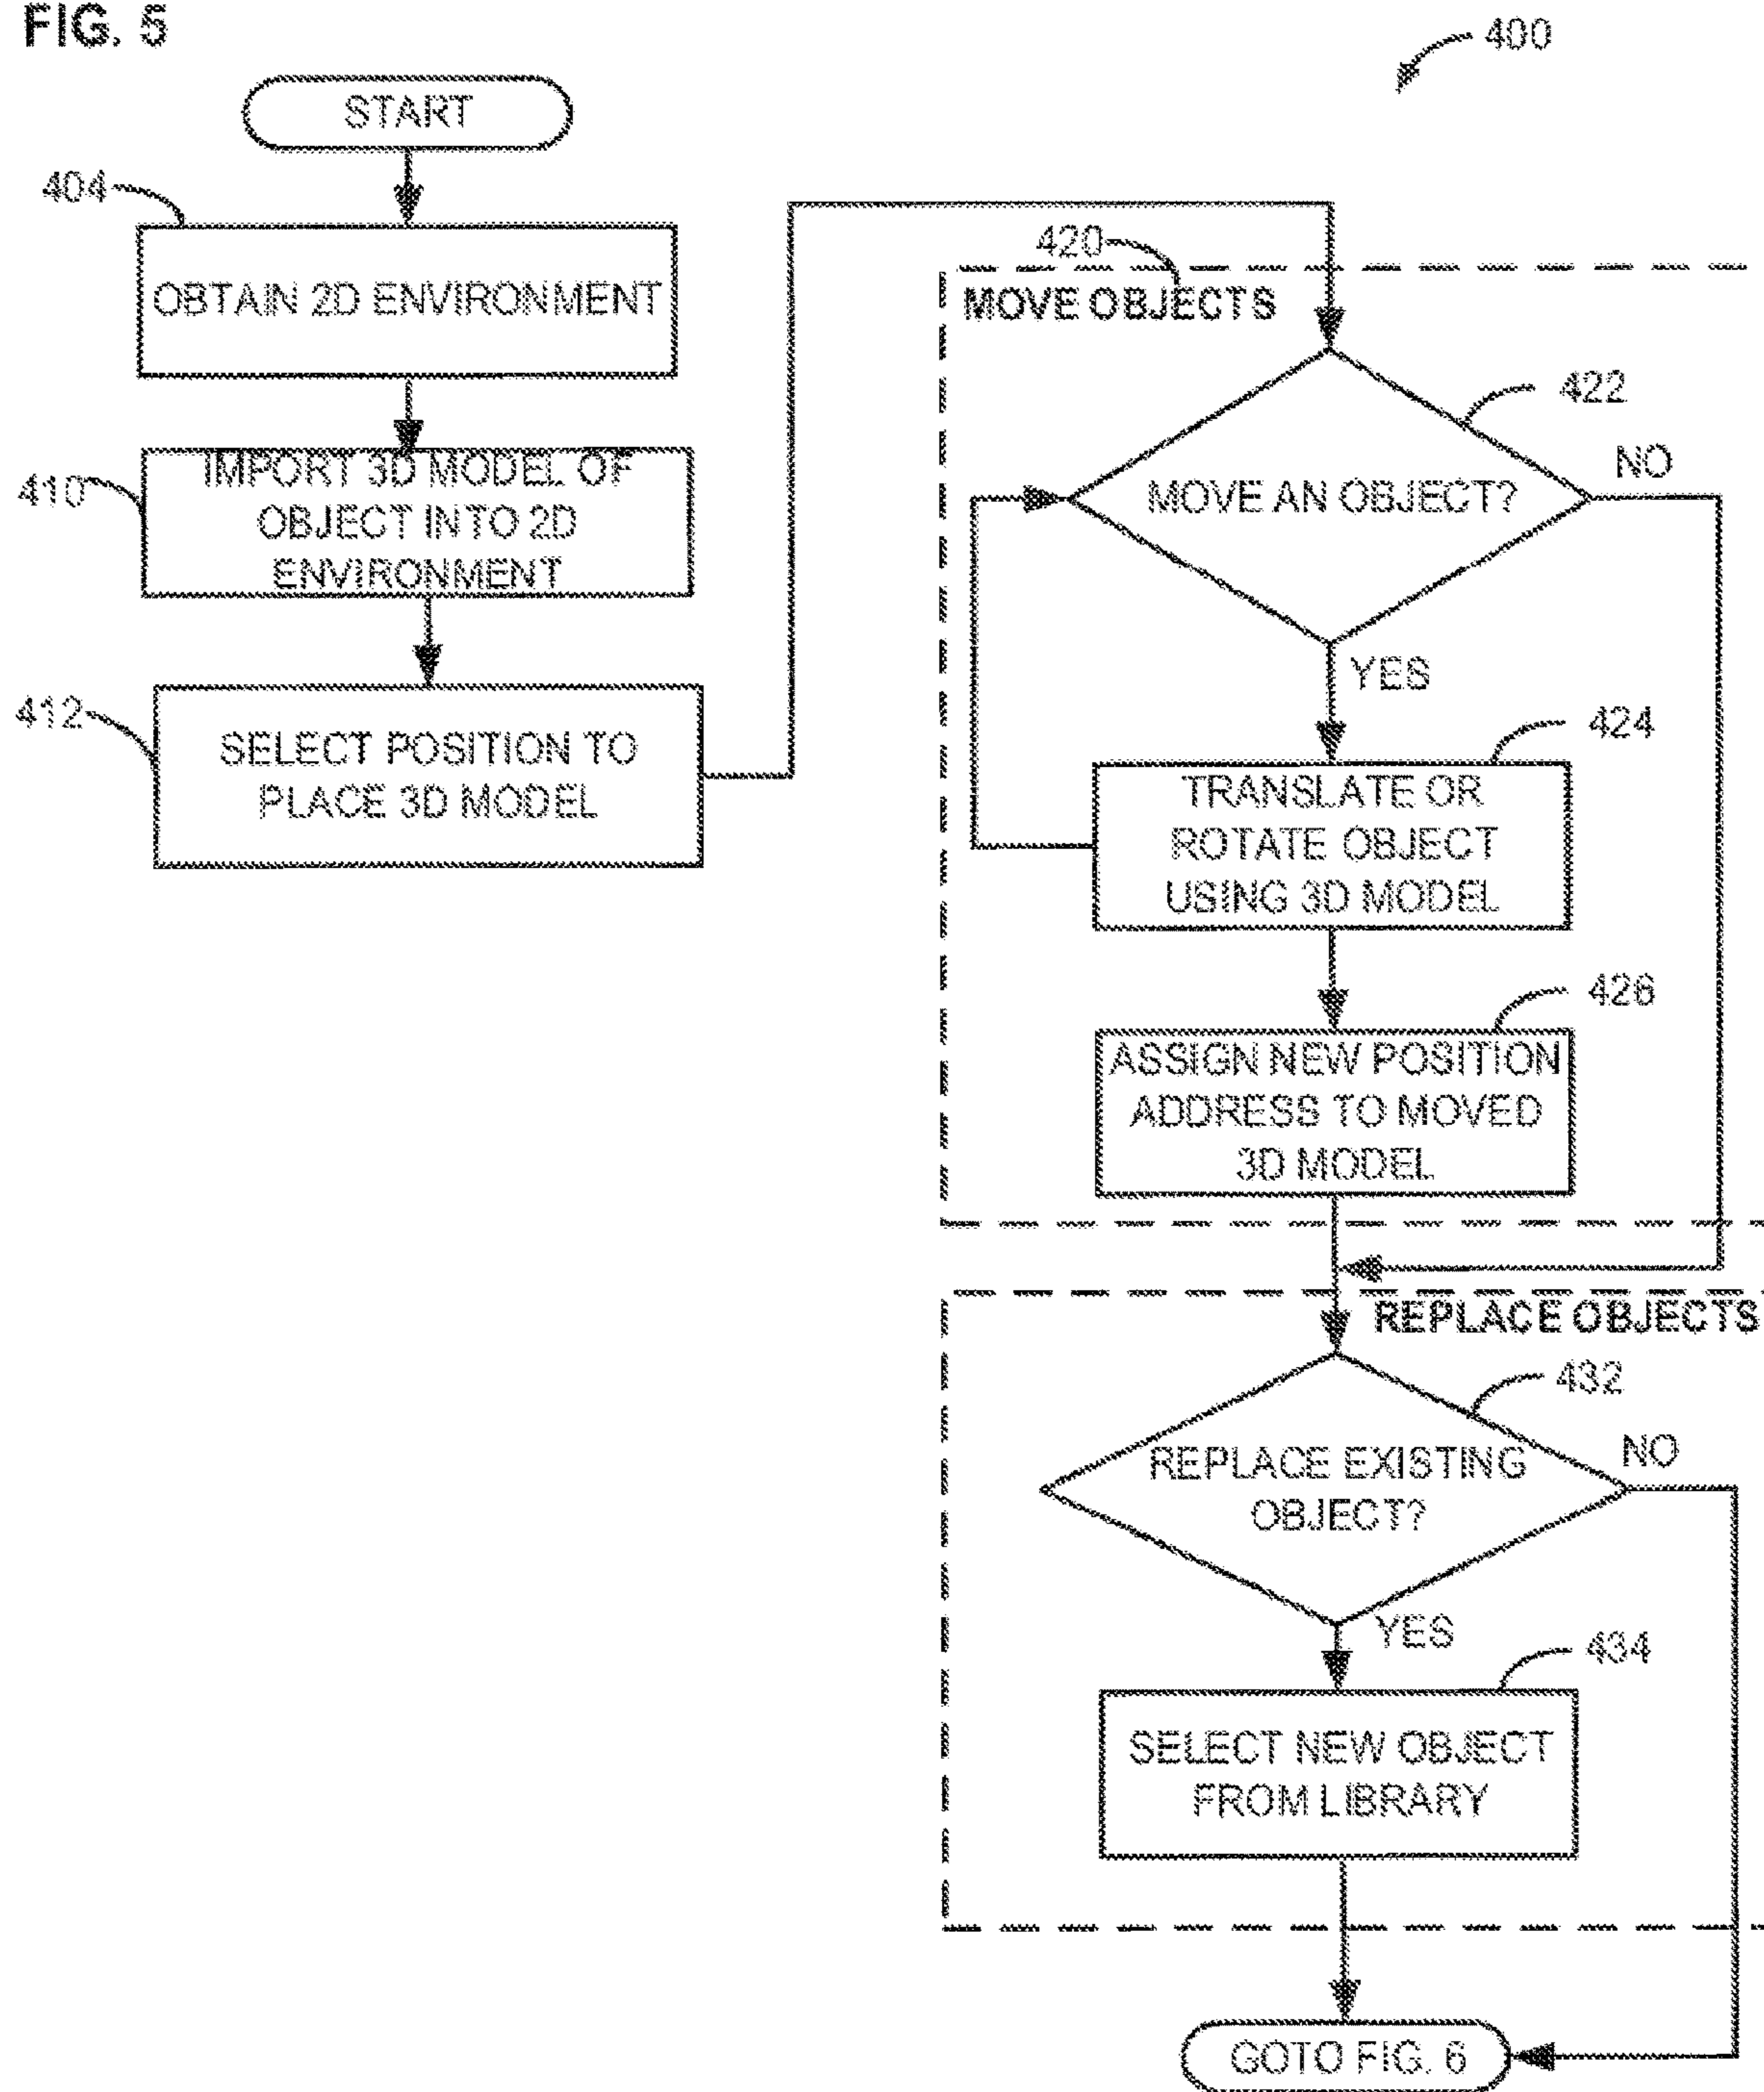 FIG. 5
400
START
404
OBTAIN 2D ENVIRONMENT
410
IMPORT 3D MODEL OF
OBJECT INTO 2D
ENVIRONMENT
412
SELECT POSITION TO
PLACE 3D MODEL
420
MOVE OBJECTS
422
MOVE AN OBJECT?
NO
YES
424
TRANSLATE OR
ROTATE OBJECT
USING 3D MODEL
426
ASSIGN NEW POSITION
ADDRESS TO MOVED
3D MODEL
REPLACE OBJECTS
432
REPLACE EXISTING
OBJECT?
NO
YES
434
SELECT NEW OBJECT
FROM LIBRARY
GOTO FIG. 6